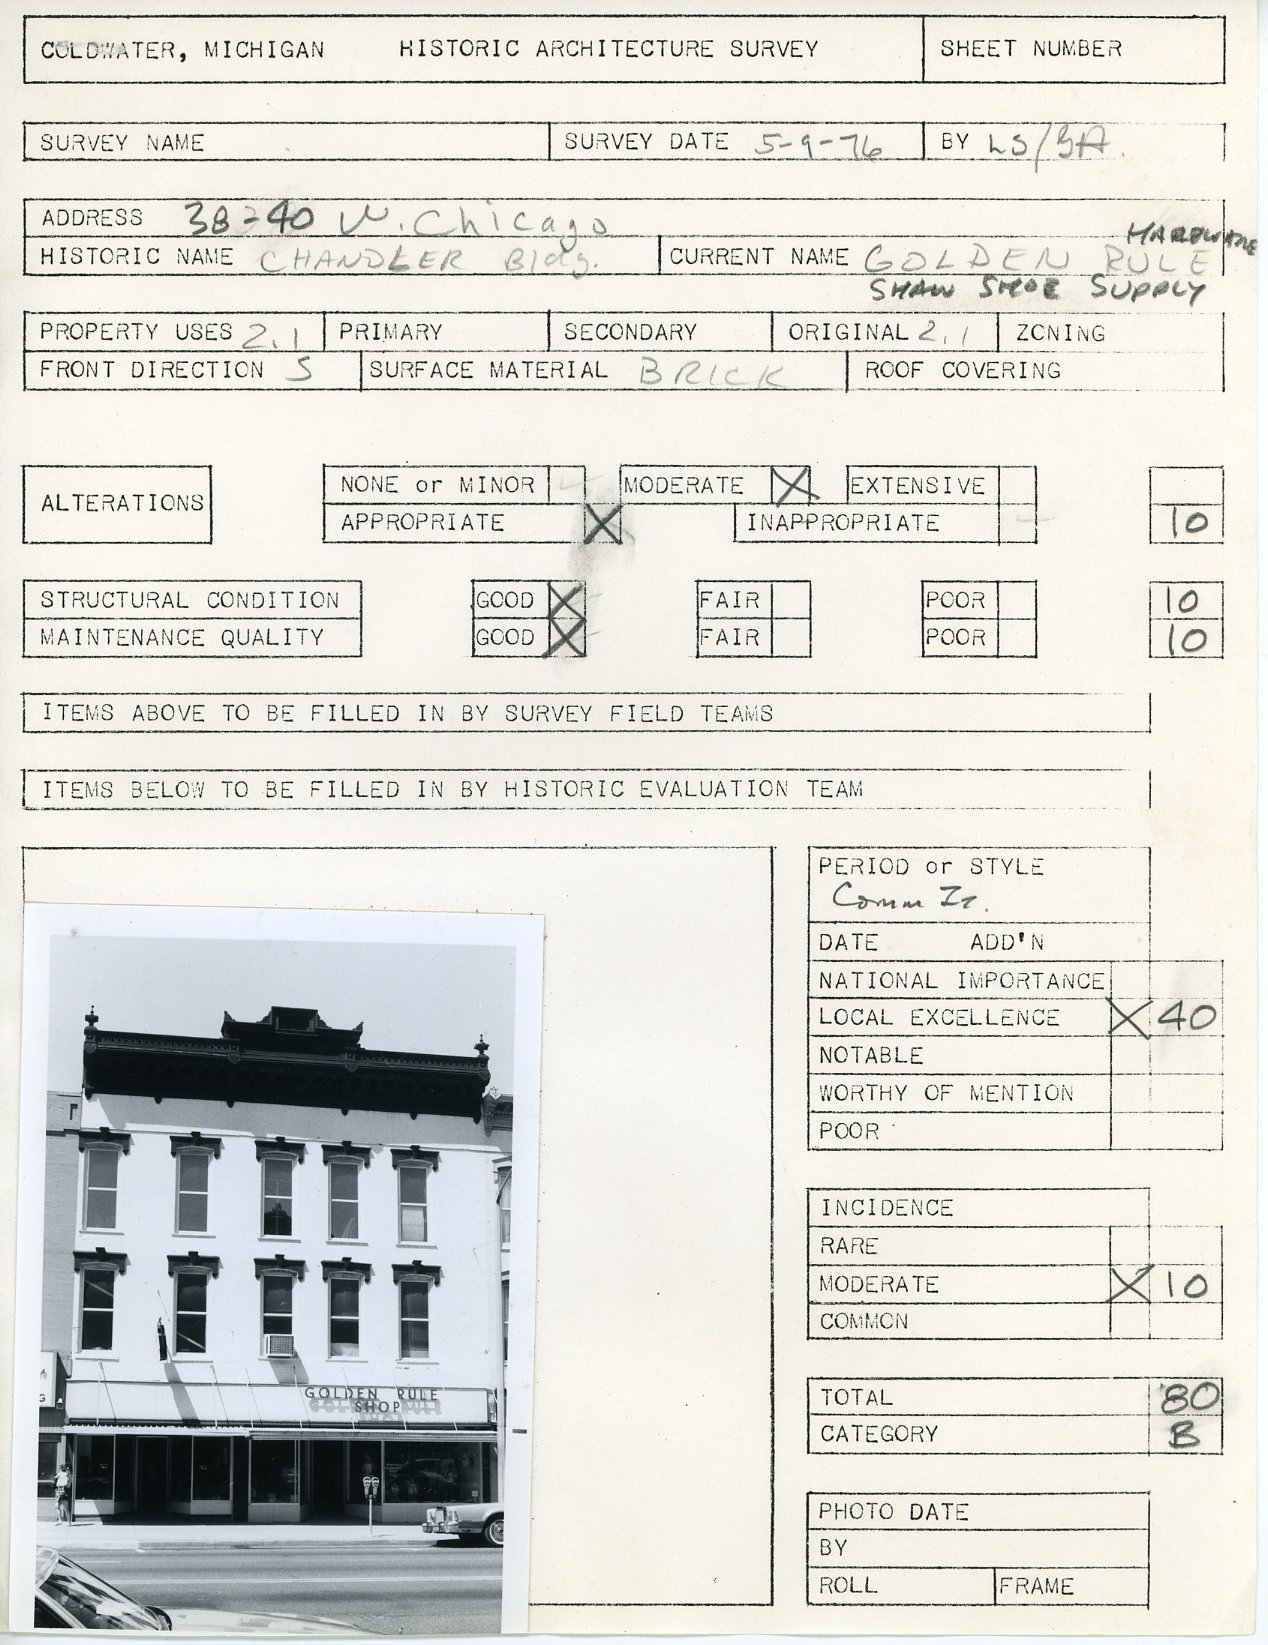 COLDWATER, MICHIGAN HISTORIC ARCHITECTURE SURVEY SHEET NUMBER
SURVEY NAME SURVEY DATE 5-9-76 BY LS/GA.
ADDRESS 38-40 W. Chicago
HARDWARE
HISTORIC NAME CHANDLER Bldg. CURRENT NAME GOLDEN RULE
SHAW SHOE SUPPLY
PROPERTY USES 2.1 PRIMARY SECONDARY ORIGINAL 2.1 ZONING
FRONT DIRECTION S SURFACE MATERIAL BRICK ROOF COVERING
ALTERATIONS
NONE or MINOR MODERATE X EXTENSIVE
APPROPRIATE X INAPPROPRIATE 10
STRUCTURAL CONDITION GOOD X FAIR POOR 10
MAINTENANCE QUALITY GOOD X FAIR POOR 10
ITEMS ABOVE TO BE FILLED IN BY SURVEY FIELD TEAMS
ITEMS BELOW TO BE FILLED IN BY HISTORIC EVALUATION TEAM
PERIOD or STYLE
Comm It.
DATE ADD'N
NATIONAL IMPORTANCE
LOCAL EXCELLENCE X 40
NOTABLE
WORTHY OF MENTION
POOR
INCIDENCE
RARE
MODERATE X 10
COMMON
TOTAL 80
CATEGORY B
PHOTO DATE
BY
ROLL FRAME
GOLDEN RULE
SHOP